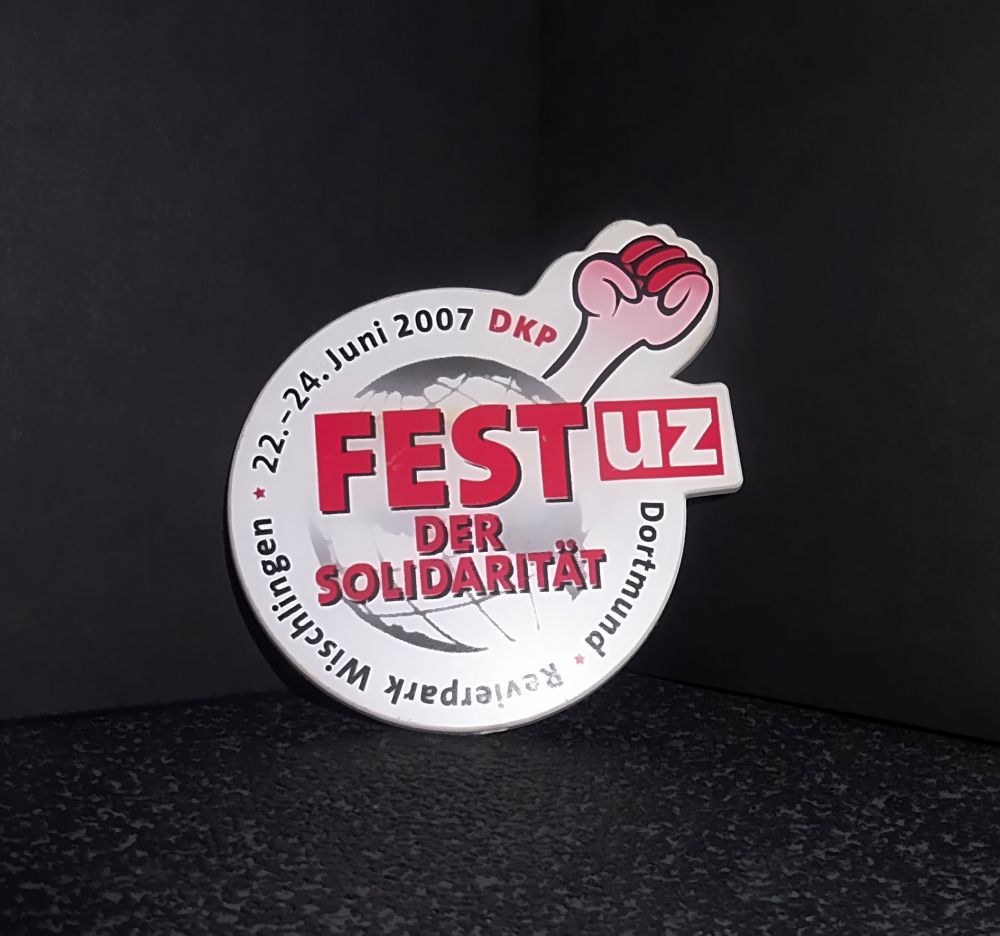 22.–24. Juni 2007 DKP
FEST uz
DER
SOLIDARITÄT
Dortmund * Revierpark Wischlingen *